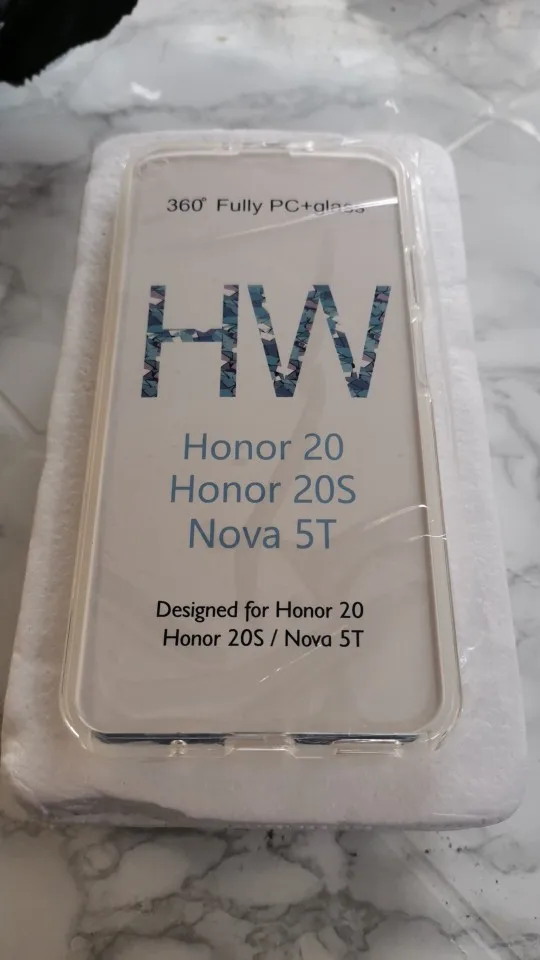 360° Fully PC+glass
HW
Honor 20
Honor 20S
Nova 5T
Designed for Honor 20
Honor 20S / Nova 5T